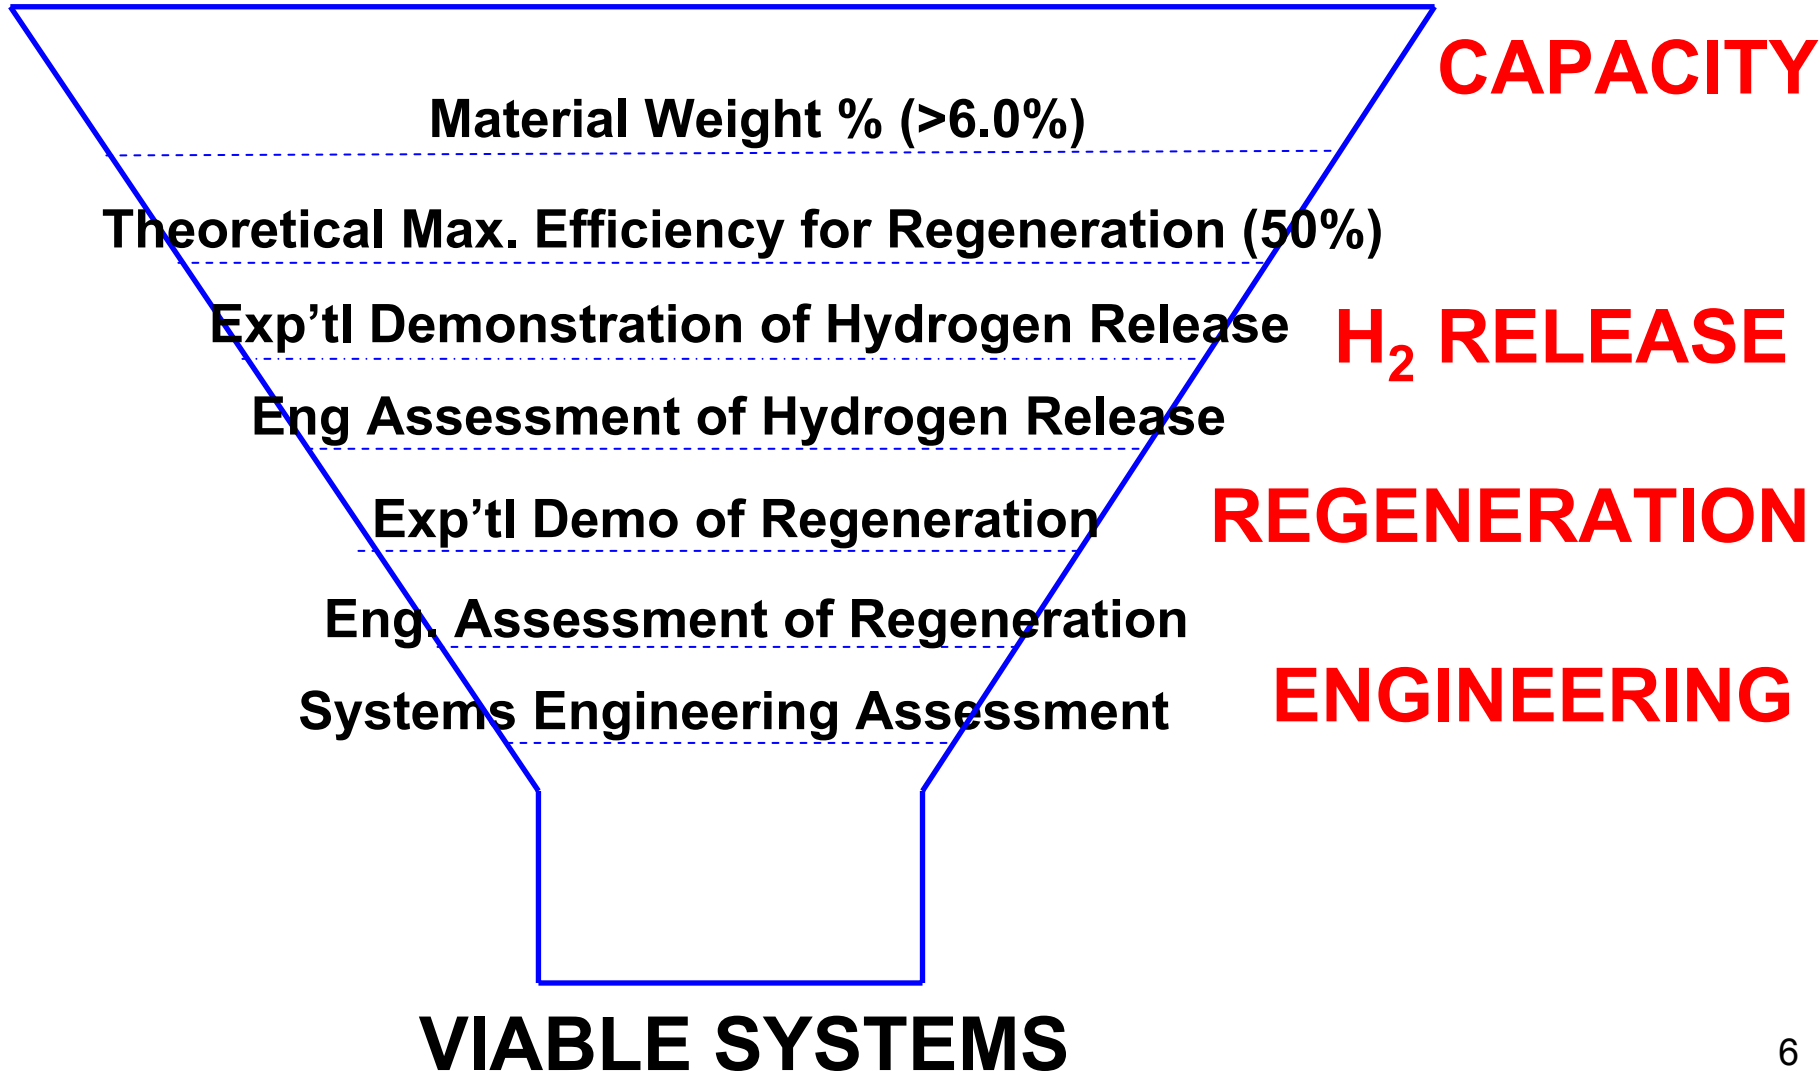 CAPACITY
Material Weight % (>6.0%)
Theoretical Max. Efficiency for Regeneration (50%)
Exp’tl Demonstration of Hydrogen Release
H₂ RELEASE
Eng Assessment of Hydrogen Release
Exp’tl Demo of Regeneration
REGENERATION
Eng. Assessment of Regeneration
Systems Engineering Assessment
ENGINEERING
VIABLE SYSTEMS
6